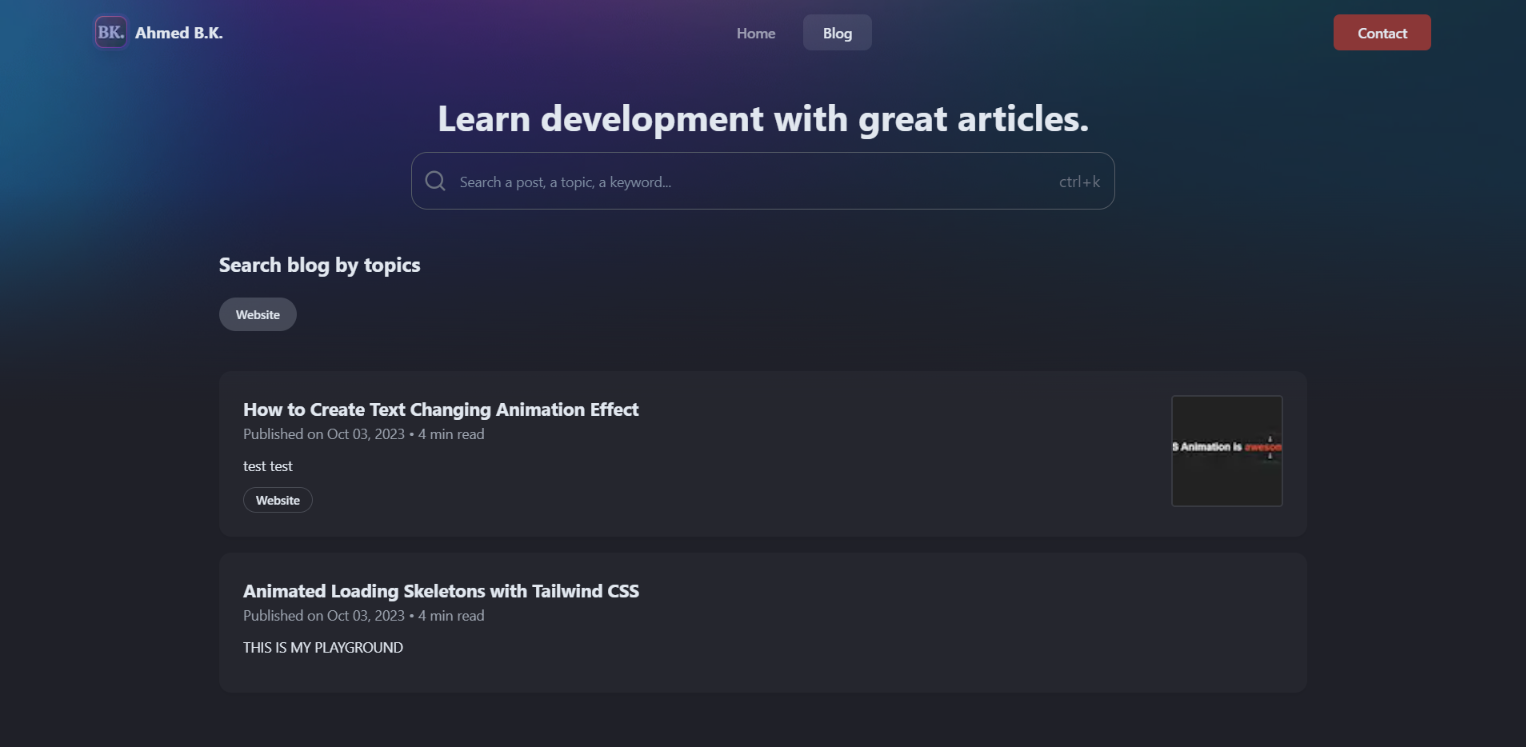 BK. Ahmed B.K. Home Blog Contact
Learn development with great articles.
Search a post, a topic, a keyword... ctrl+k
Search blog by topics
Website
How to Create Text Changing Animation Effect
Published on Oct 03, 2023 • 4 min read
S Animation is awesom
test test
Website
Animated Loading Skeletons with Tailwind CSS
Published on Oct 03, 2023 • 4 min read
THIS IS MY PLAYGROUND